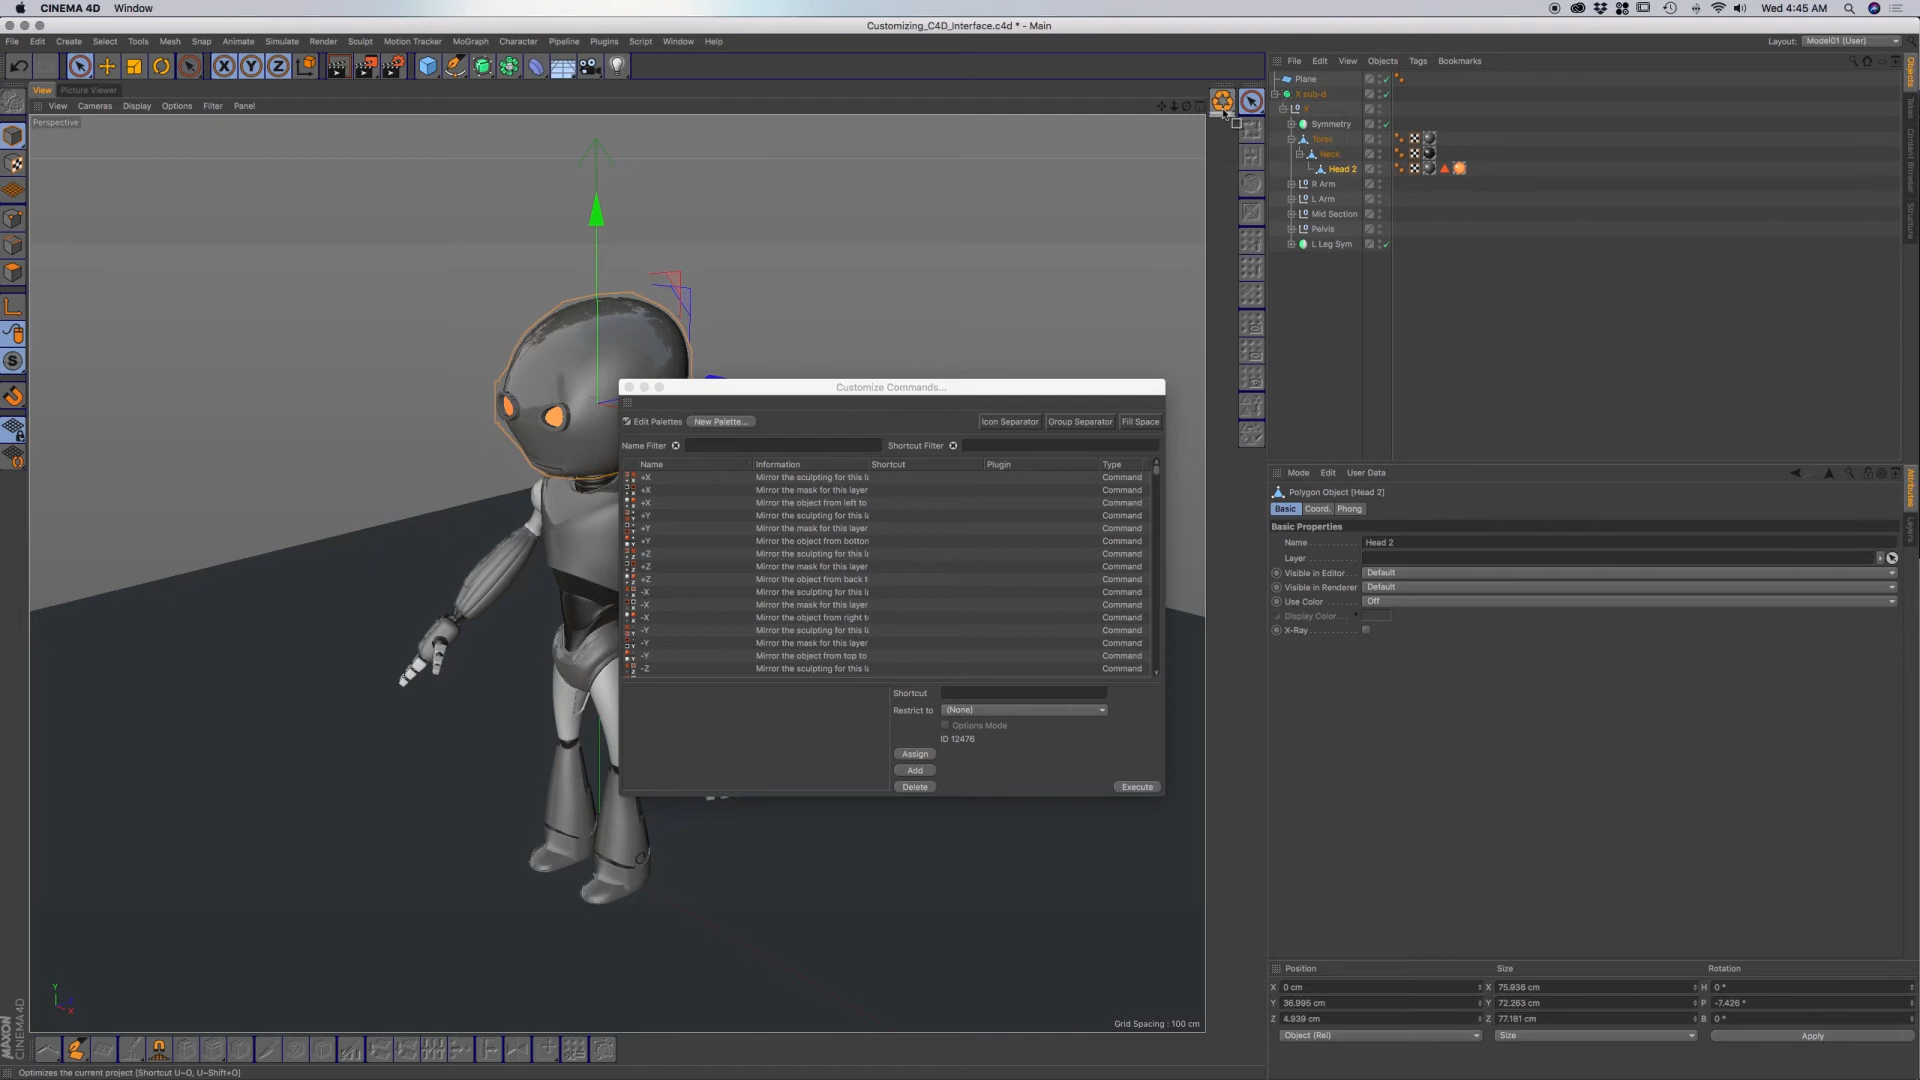 CINEMA 4D Window Wed 4:45 AM
Customizing_C4D_Interface.c4d * - Main
File Edit Create Select Tools Mesh Snap Animate Simulate Render Sculpt Motion Tracker MoGraph Character Pipeline Plugins Script Window Help Layout: Model01 (User)
View Picture Viewer
View Cameras Display Options Filter Panel
Perspective
File Edit View Objects Tags Bookmarks
Plane
X sub-d
X
Symmetry
Torso
Neck
Head 2
R Arm
L Arm
Mid Section
Pelvis
L Leg Sym
Objects
Takes
Content Browser
Structure
Customize Commands...
Edit Palettes New Palette... Icon Separator Group Separator Fill Space
Name Filter Shortcut Filter
Name Information Shortcut Plugin Type
+X Mirror the sculpting for this la Command
+X Mirror the mask for this layer Command
+X Mirror the object from left to Command
+Y Mirror the sculpting for this la Command
+Y Mirror the mask for this layer Command
+Y Mirror the object from bottom Command
+Z Mirror the sculpting for this la Command
+Z Mirror the mask for this layer Command
+Z Mirror the object from back t Command
-X Mirror the sculpting for this la Command
-X Mirror the mask for this layer Command
-X Mirror the object from right t Command
-Y Mirror the sculpting for this la Command
-Y Mirror the mask for this layer Command
-Y Mirror the object from top to Command
-Z Mirror the sculpting for this la Command
Shortcut
Restrict to (None)
Options Mode
ID 12476
Assign
Add
Delete Execute
Mode Edit User Data
Polygon Object [Head 2]
Basic Coord. Phong
Basic Properties
Name Head 2
Layer
Visible in Editor Default
Visible in Renderer Default
Use Color Off
Display Color
X-Ray
Attributes
Layers
Position Size Rotation
X 0 cm X 75.936 cm H 0 °
Y 36.995 cm Y 72.263 cm P -7.426 °
Z 4.939 cm Z 77.181 cm B 0 °
Object (Rel) Size Apply
Y
X
Grid Spacing : 100 cm
MAXON
CINEMA 4D
Optimizes the current project [Shortcut U~O, U~Shift+O]